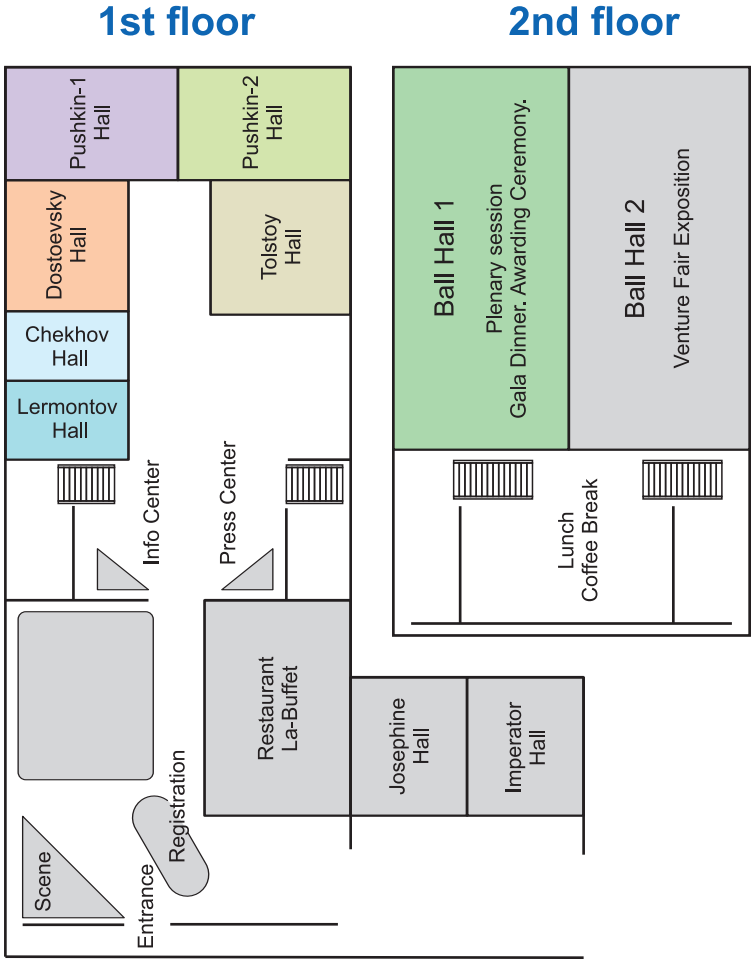 1st floor
2nd floor
Pushkin-1
Hall
Pushkin-2
Hall
Dostoevsky
Hall
Tolstoy
Hall
Chekhov
Hall
Lermontov
Hall
Info Center
Press Center
Restaurant
La-Buffet
Josephine
Hall
Imperator
Hall
Registration
Scene
Entrance
Ball Hall 1
Plenary session
Gala Dinner. Awarding Ceremony.
Ball Hall 2
Venture Fair Exposition
Lunch
Coffee Break